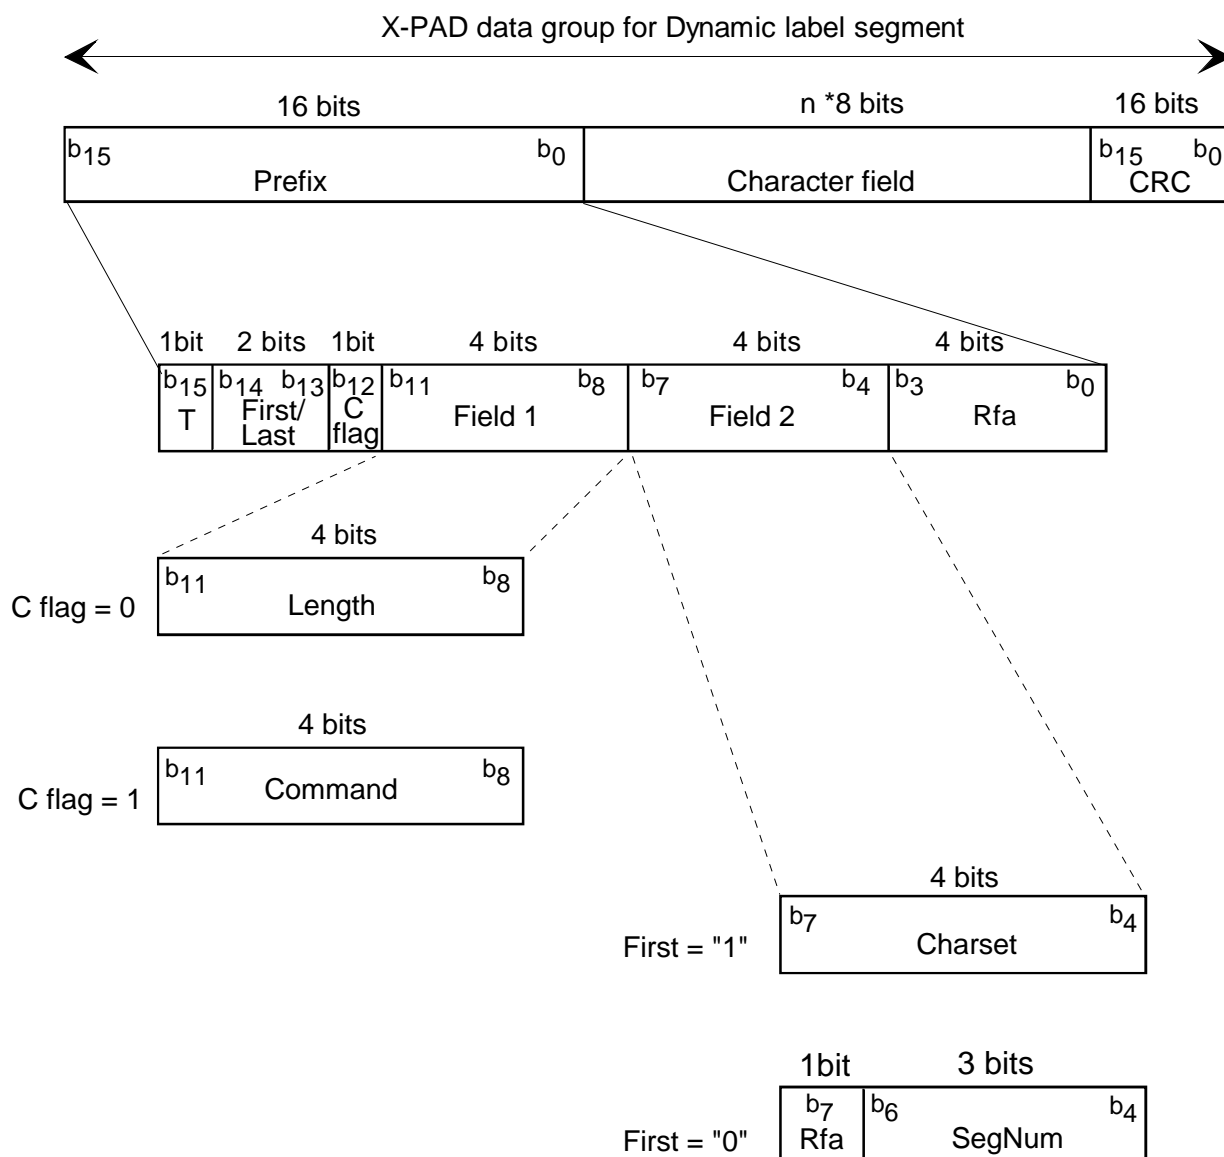 X-PAD data group for Dynamic label segment
16 bits n *8 bits 16 bits
b15 b0 b15 b0
Prefix Character field CRC
1bit 2 bits 1bit 4 bits 4 bits 4 bits
b15 b14 b13 b12 b11 b8 b7 b4 b3 b0
T First/ C Field 1 Field 2 Rfa
Last flag
4 bits
b11 b8
C flag = 0 Length
4 bits
b11 b8
C flag = 1 Command
4 bits
b7 b4
First = "1" Charset
1bit 3 bits
b7 b6 b4
First = "0" Rfa SegNum